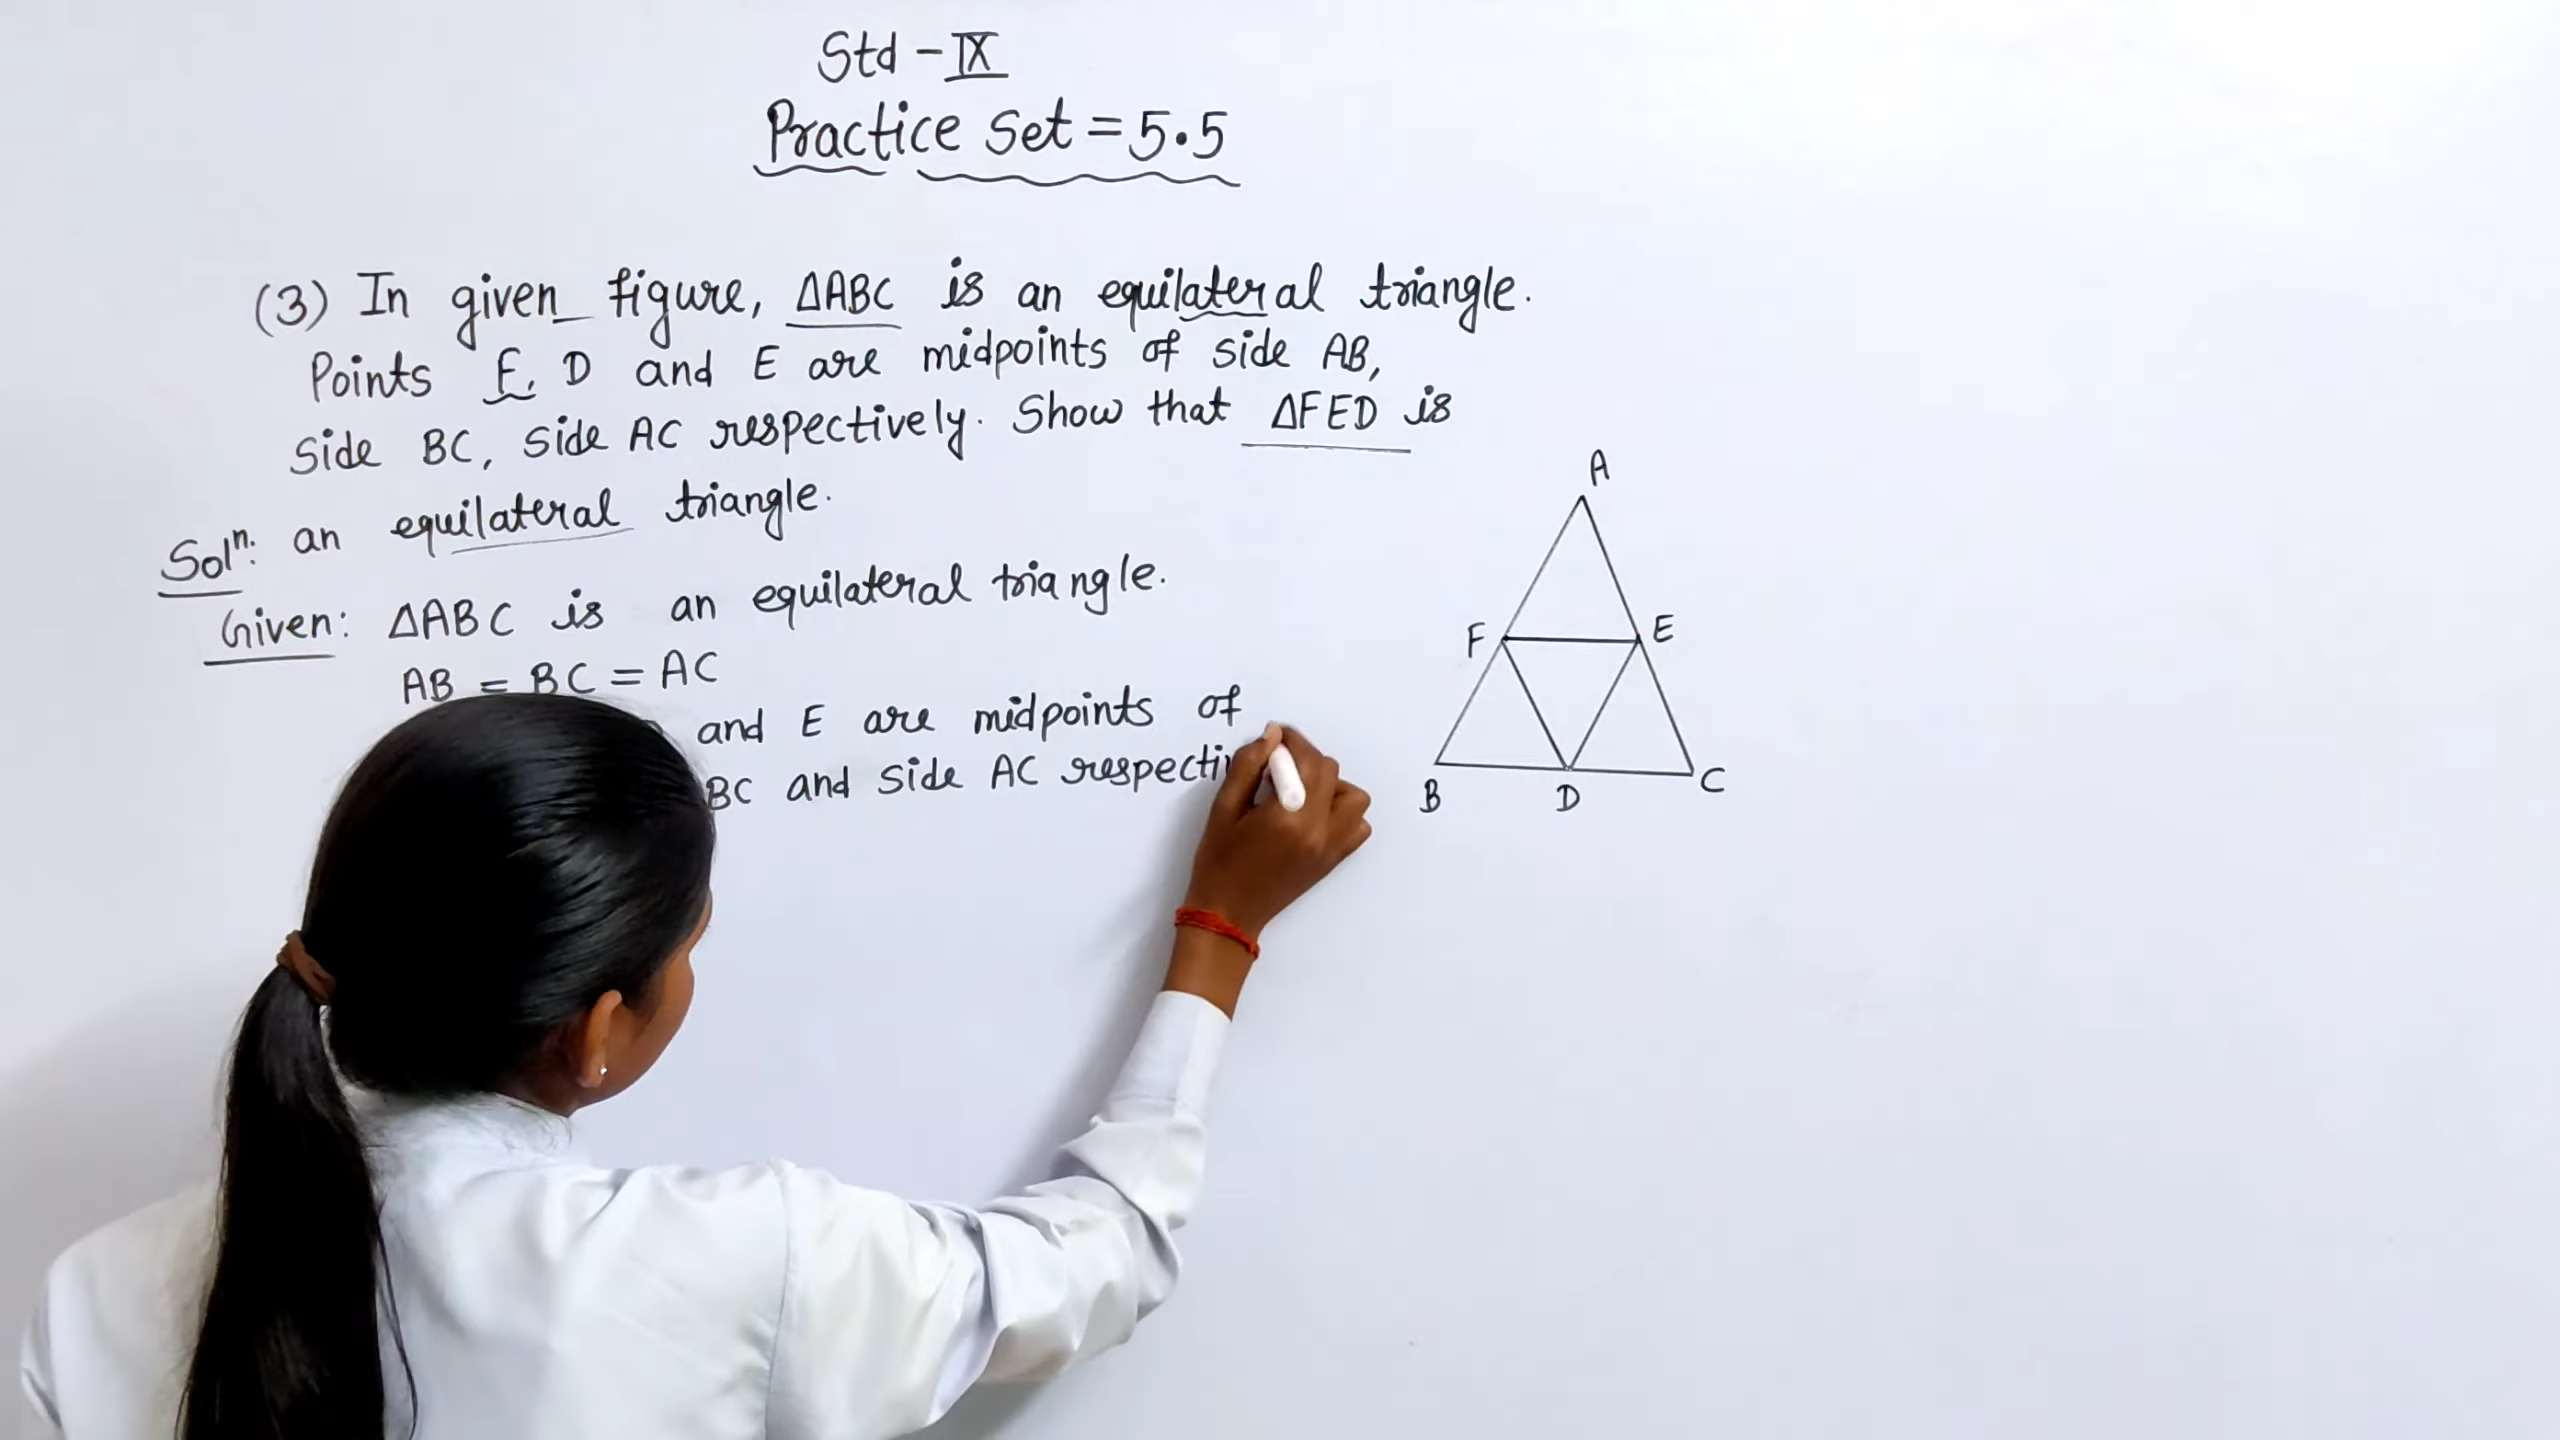 Std - IX
Practice Set = 5.5
(3) In given figure, ΔABC is an equilateral triangle.
Points F, D and E are midpoints of side AB,
Side BC, Side AC respectively. Show that ΔFED is
an equilateral triangle.
Solⁿ:
Given: ΔABC is an equilateral triangle.
AB = BC = AC
and E are midpoints of
BC and Side AC
A
F E
B D C